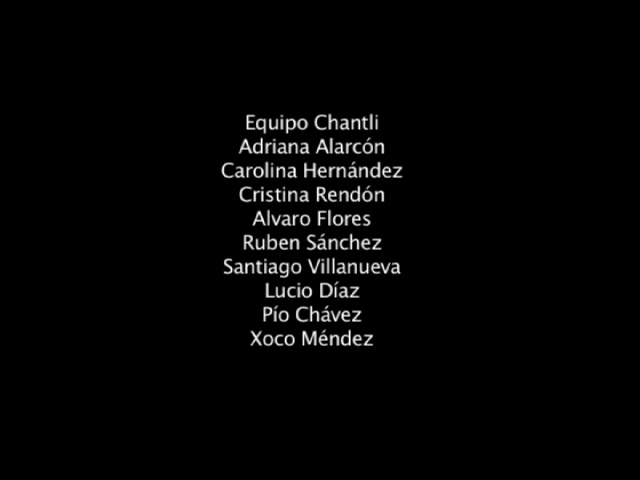 Equipo Chantli
Adriana Alarcón
Carolina Hernández
Cristina Rendón
Alvaro Flores
Ruben Sánchez
Santiago Villanueva
Lucio Díaz
Pío Chávez
Xoco Méndez